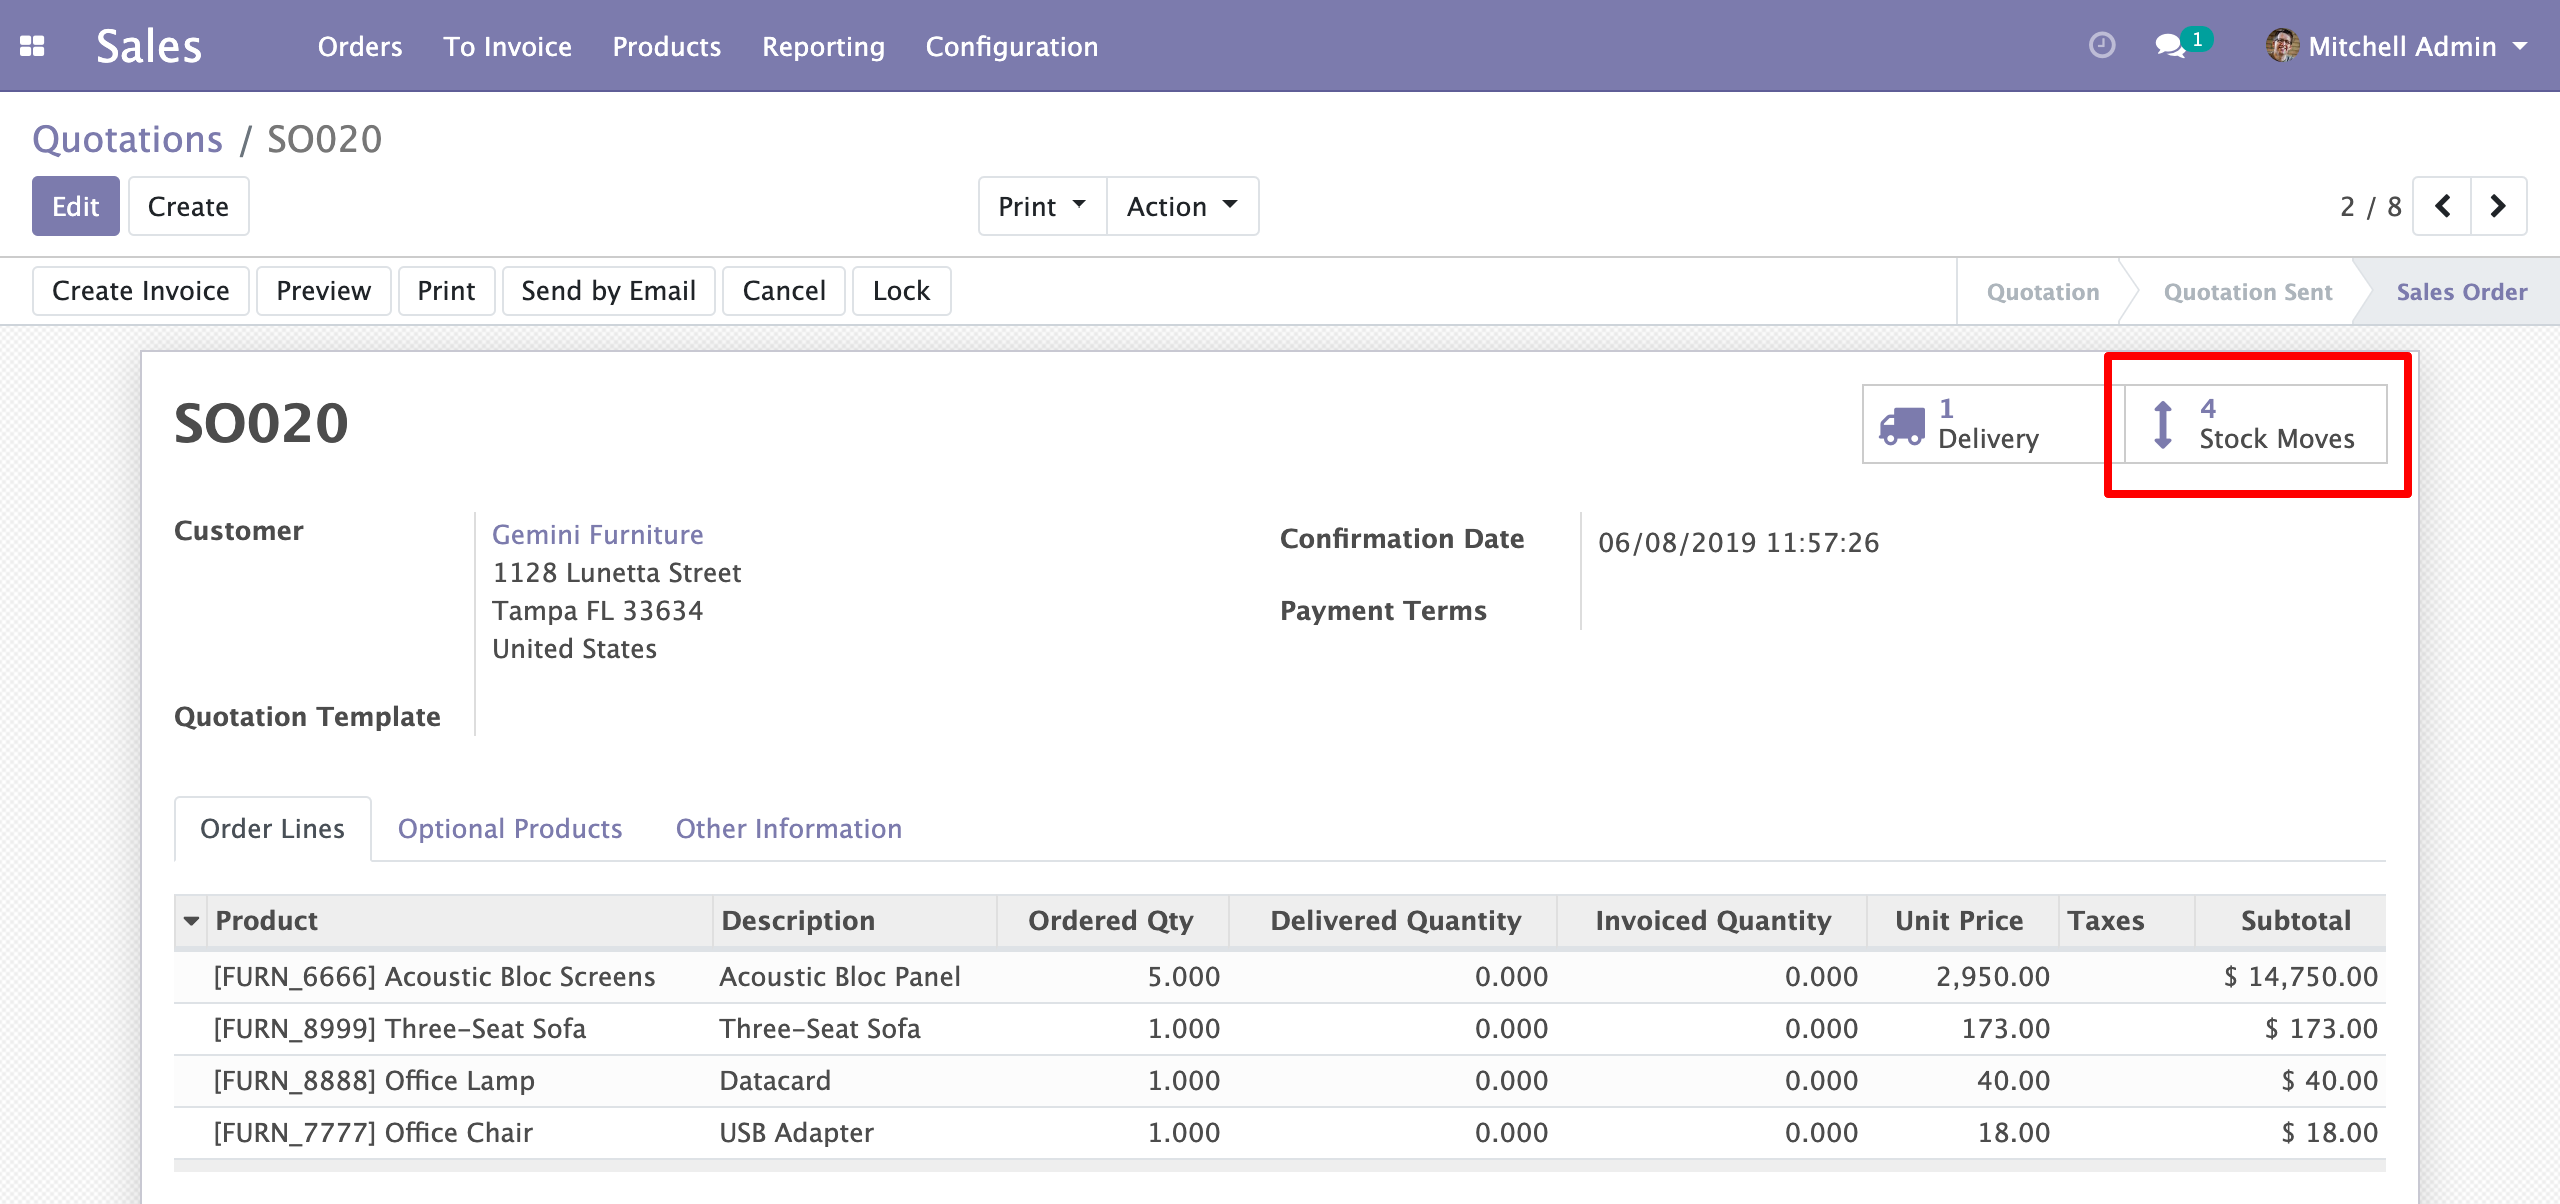 Sales Orders To Invoice Products Reporting Configuration 1 Mitchell Admin
Quotations / SO020
Edit Create Print Action 2 / 8
Create Invoice Preview Print Send by Email Cancel Lock Quotation Quotation Sent Sales Order
SO020
1 Delivery
4 Stock Moves
Customer
Gemini Furniture
1128 Lunetta Street
Tampa FL 33634
United States
Confirmation Date 06/08/2019 11:57:26
Payment Terms
Quotation Template
Order Lines Optional Products Other Information
Product Description Ordered Qty Delivered Quantity Invoiced Quantity Unit Price Taxes Subtotal
[FURN_6666] Acoustic Bloc Screens Acoustic Bloc Panel 5.000 0.000 0.000 2,950.00 $ 14,750.00
[FURN_8999] Three-Seat Sofa Three-Seat Sofa 1.000 0.000 0.000 173.00 $ 173.00
[FURN_8888] Office Lamp Datacard 1.000 0.000 0.000 40.00 $ 40.00
[FURN_7777] Office Chair USB Adapter 1.000 0.000 0.000 18.00 $ 18.00